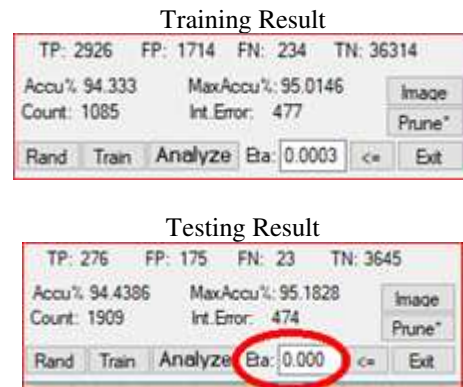 Training Result
TP: 2926 FP: 1714 FN: 234 TN: 36314
Accu% 94.333 MaxAccu%: 95.0146 Image
Count: 1085 Int.Error: 477 Prune*
Rand Train Analyze Eta: 0.0003 <= Exit
Testing Result
TP: 276 FP: 175 FN: 23 TN: 3645
Accu% 94.4386 MaxAccu%: 95.1828 Image
Count: 1909 Int.Error: 474 Prune*
Rand Train Analyze Eta: 0.000 <= Exit